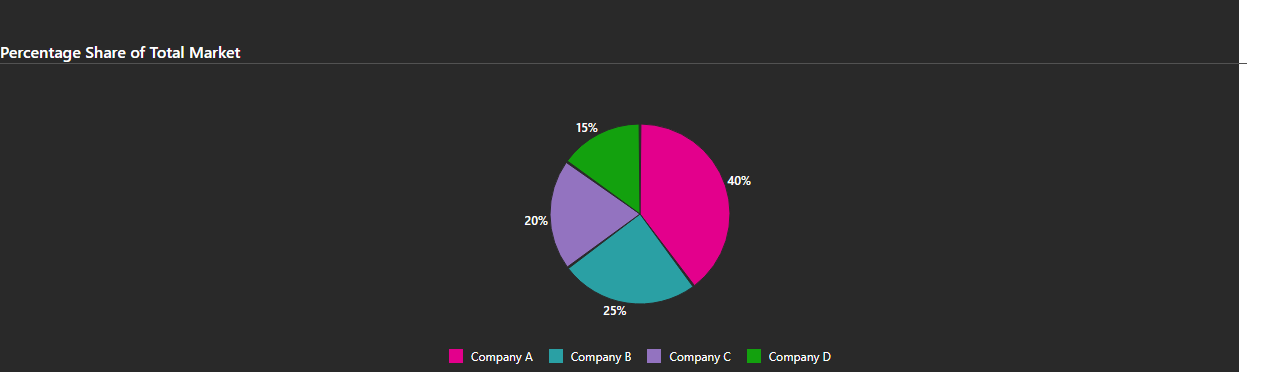 Percentage Share of Total Market
15%
40%
20%
25%
Company A Company B Company C Company D